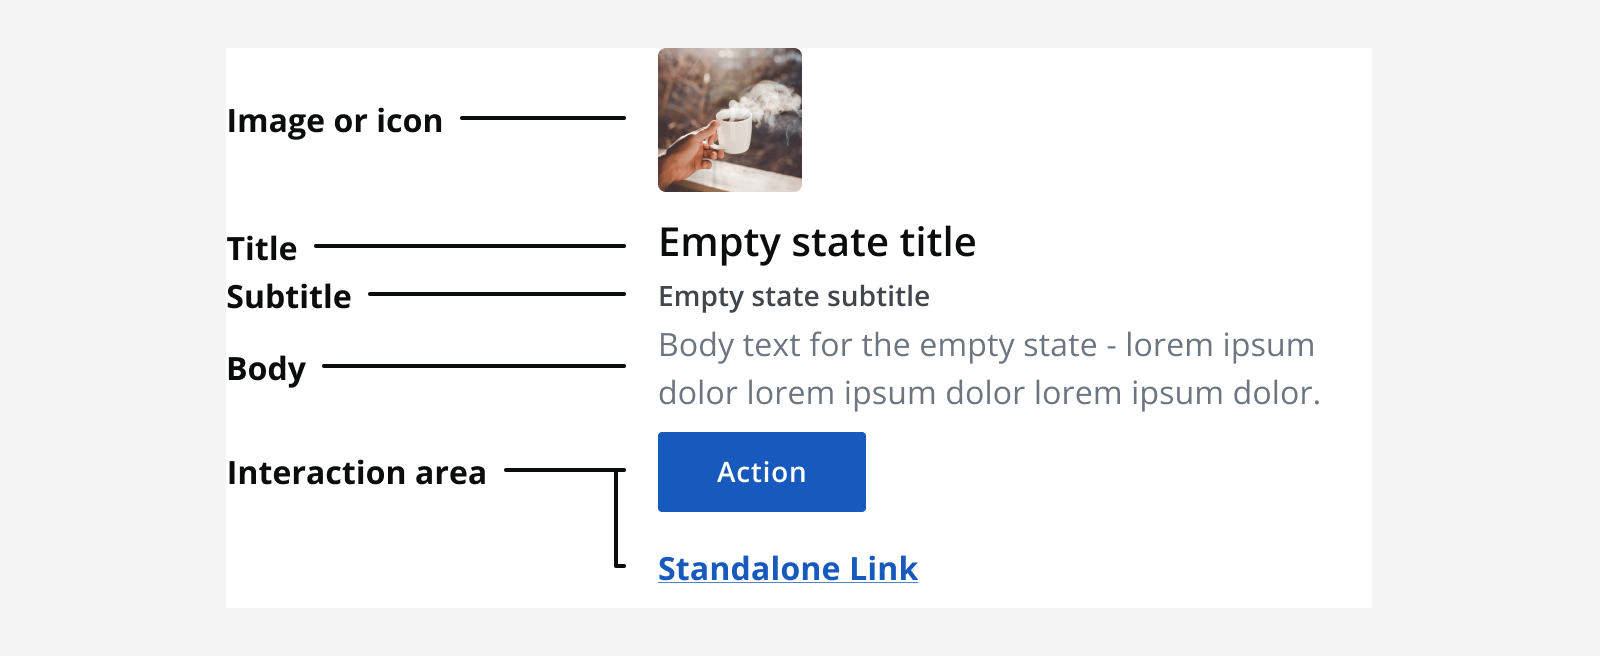 Image or icon
Title
Empty state title
Subtitle
Empty state subtitle
Body
Body text for the empty state - lorem ipsum
dolor lorem ipsum dolor lorem ipsum dolor.
Interaction area
Action
Standalone Link